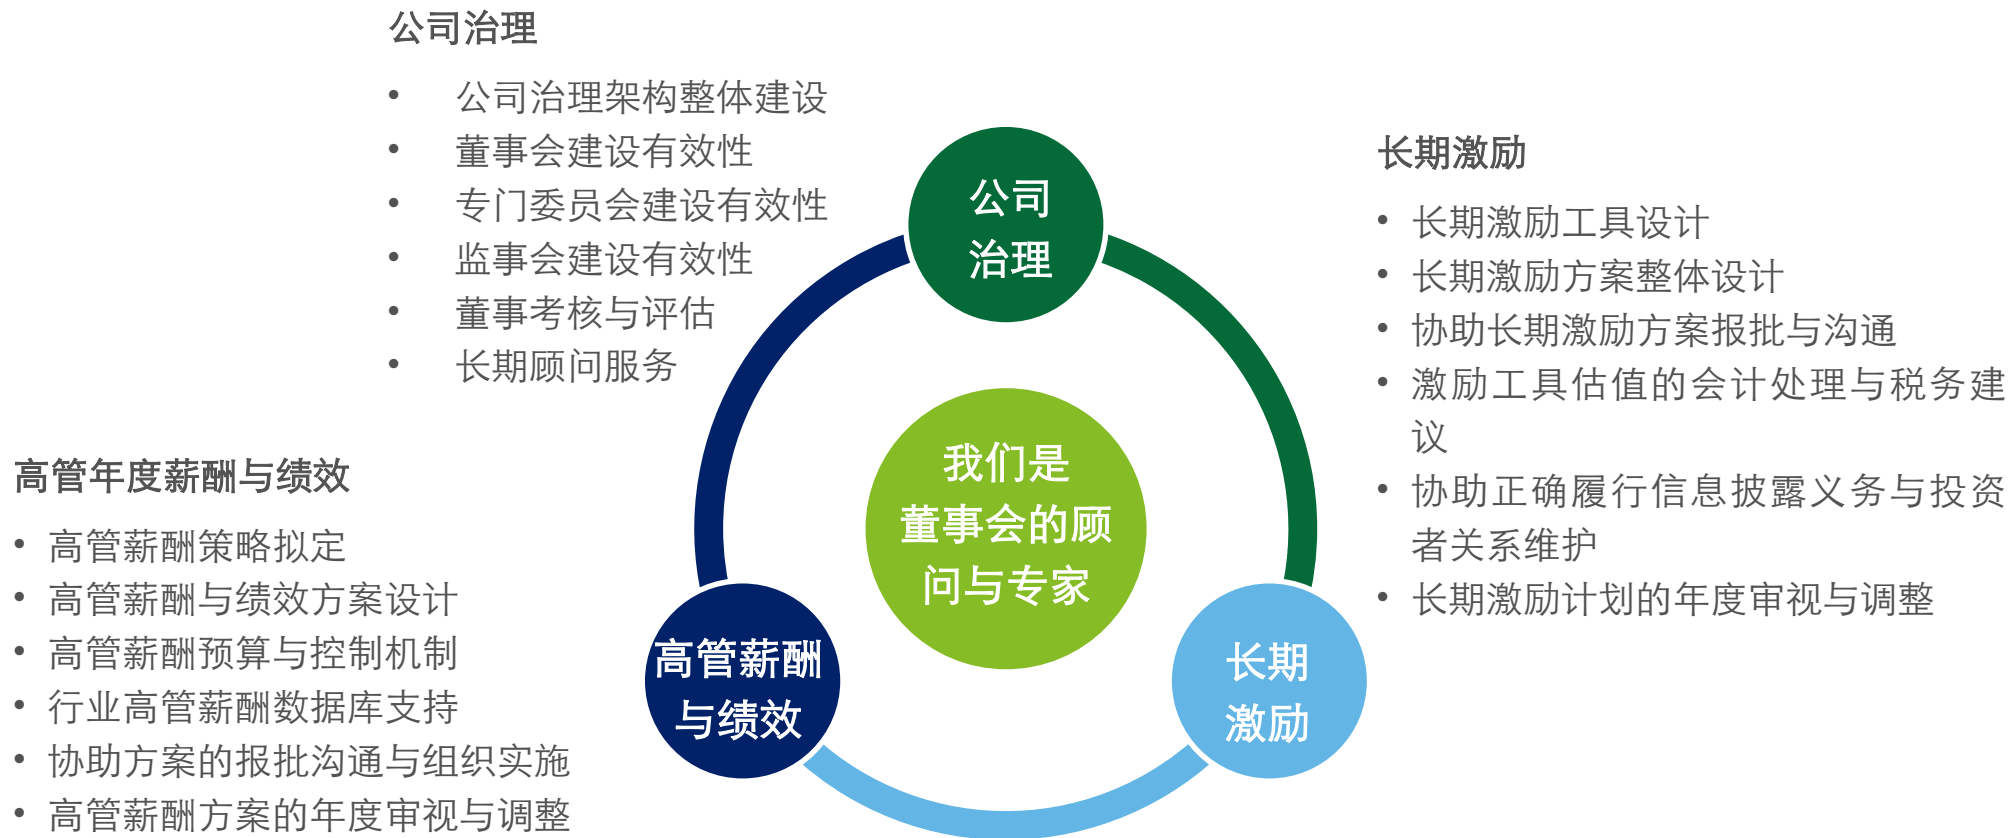 公司治理
• 公司治理架构整体建设
• 董事会建设有效性
• 专门委员会建设有效性
• 监事会建设有效性
• 董事考核与评估
• 长期顾问服务
高管年度薪酬与绩效
• 高管薪酬策略拟定
• 高管薪酬与绩效方案设计
• 高管薪酬预算与控制机制
• 行业高管薪酬数据库支持
• 协助方案的报批沟通与组织实施
• 高管薪酬方案的年度审视与调整
公司
治理
我们是
董事会的顾
问与专家
高管薪酬
与绩效
长期
激励
长期激励
• 长期激励工具设计
• 长期激励方案整体设计
• 协助长期激励方案报批与沟通
• 激励工具估值的会计处理与税务建
议
• 协助正确履行信息披露义务与投资
者关系维护
• 长期激励计划的年度审视与调整